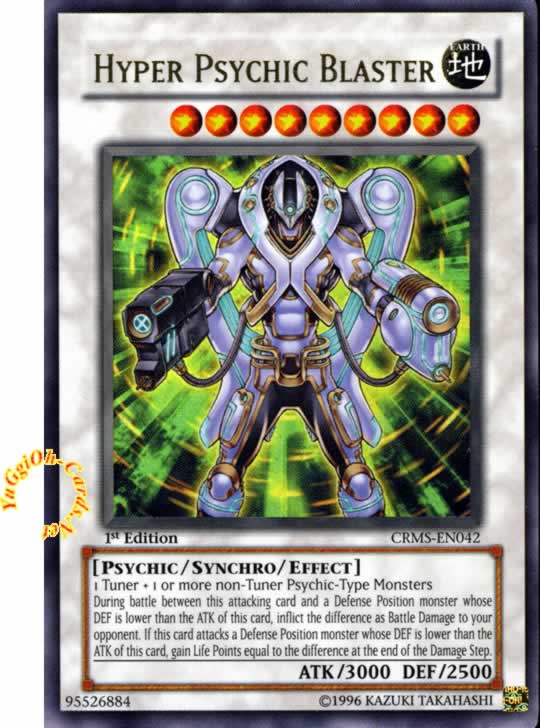 HYPER PSYCHIC BLASTER
EARTH
地
1st Edition
CRMS-EN042
[PSYCHIC/SYNCHRO/EFFECT]
1 Tuner + 1 or more non-Tuner Psychic-Type Monsters
During battle between this attacking card and a Defense Position monster whose
DEF is lower than the ATK of this card, inflict the difference as Battle Damage to your
opponent. If this card attacks a Defense Position monster whose DEF is lower than the
ATK of this card, gain Life Points equal to the difference at the end of the Damage Step.
ATK/3000 DEF/2500
95526884
©1996 KAZUKI TAKAHASHI
YuGgiOh-Cards.Net